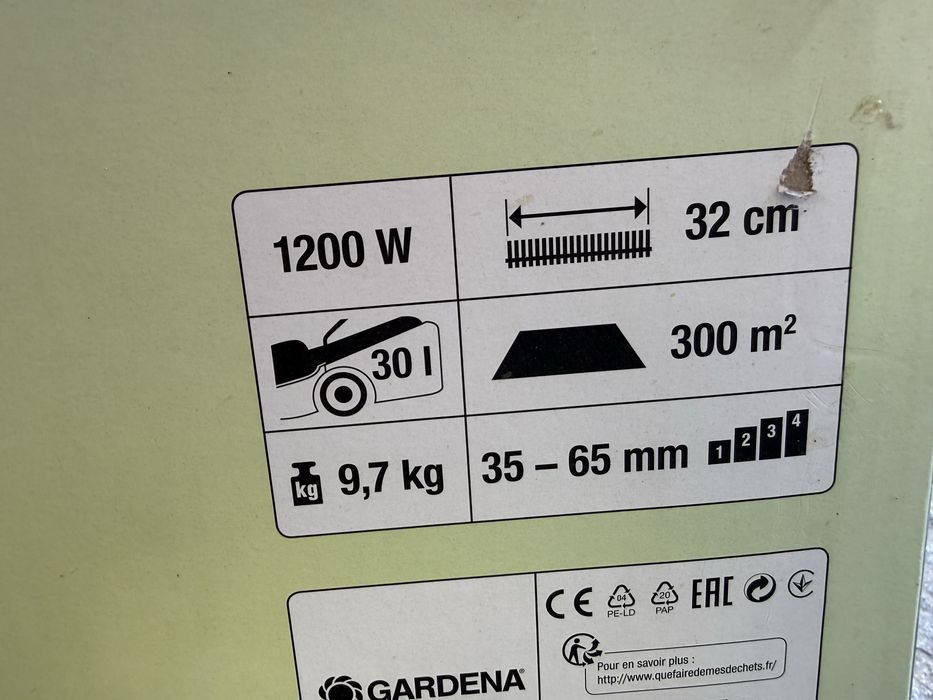 1200 W
32 cm
30 l
300 m²
kg 9,7 kg
35 – 65 mm 1 2 3 4
CE 04 PE-LD 20 PAP EAC
GARDENA®
Pour en savoir plus :
http://www.quefairedemesdechets.fr/